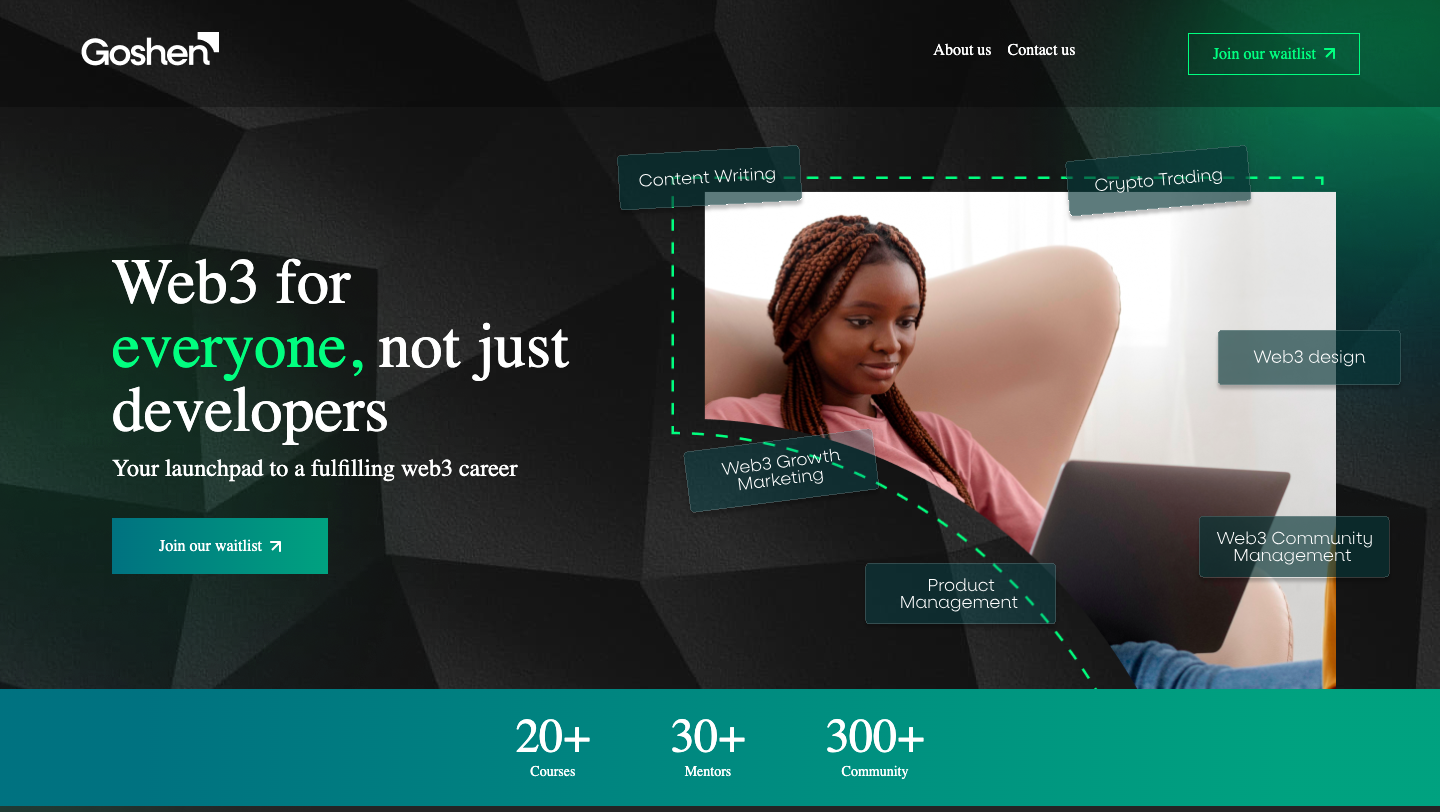 Goshen
About us
Contact us
Join our waitlist
Content Writing
Crypto Trading
Web3 for
everyone, not just
developers
Your launchpad to a fulfilling web3 career
Join our waitlist
Web3 design
Web3 Growth
Marketing
Web3 Community
Management
Product
Management
20+
Courses
30+
Mentors
300+
Community